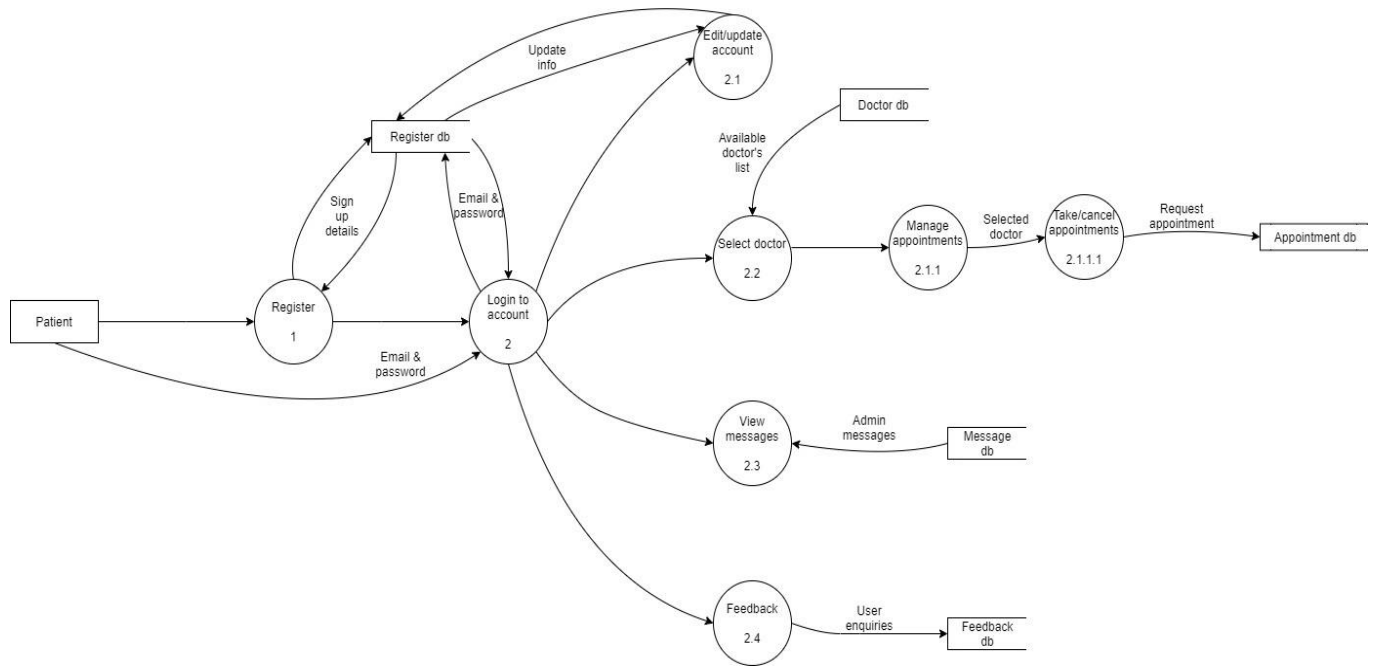 Edit/update
account
2.1
Update
info
Doctor db
Register db
Available
doctor's
list
Sign
up
details
Email &
password
Select doctor
2.2
Manage
appointments
2.1.1
Selected
doctor
Take/cancel
appointments
2.1.1.1
Request
appointment
Appointment db
Patient
Register
1
Login to
account
2
Email &
password
View
messages
2.3
Admin
messages
Message
db
Feedback
2.4
User
enquiries
Feedback
db